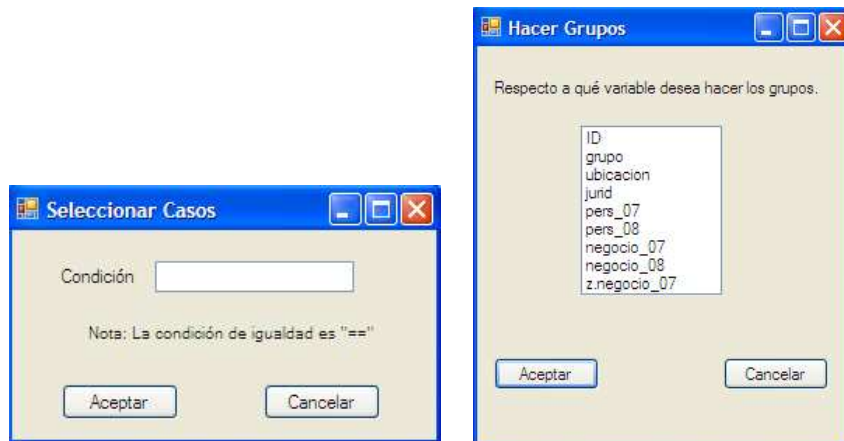 Seleccionar Casos
Condición
Nota: La condición de igualdad es "=="
Aceptar
Cancelar
Hacer Grupos
Respecto a qué variable desea hacer los grupos.
ID
grupo
ubicacion
jurid
pers_07
pers_08
negocio_07
negocio_08
z.negocio_07
Aceptar
Cancelar